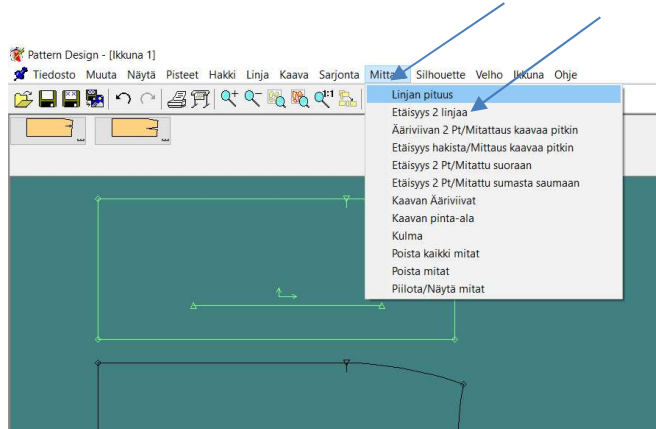 Pattern Design - [Ikkuna 1]
Tiedosto Muuta Näytä Pisteet Hakki Linja Kaava Sarjonta Mittaa Silhouette Velho Ikkuna Ohje
1:1
Linjan pituus
Etäisyys 2 linjaa
Ääriviivan 2 Pt/Mitattaus kaavaa pitkin
Etäisyys hakista/Mittaus kaavaa pitkin
Etäisyys 2 Pt/Mitattu suoraan
Etäisyys 2 Pt/Mitattu sumasta saumaan
Kaavan Ääriviivat
Kaavan pinta-ala
Kulma
Poista kaikki mitat
Poista mitat
Piilota/Näytä mitat